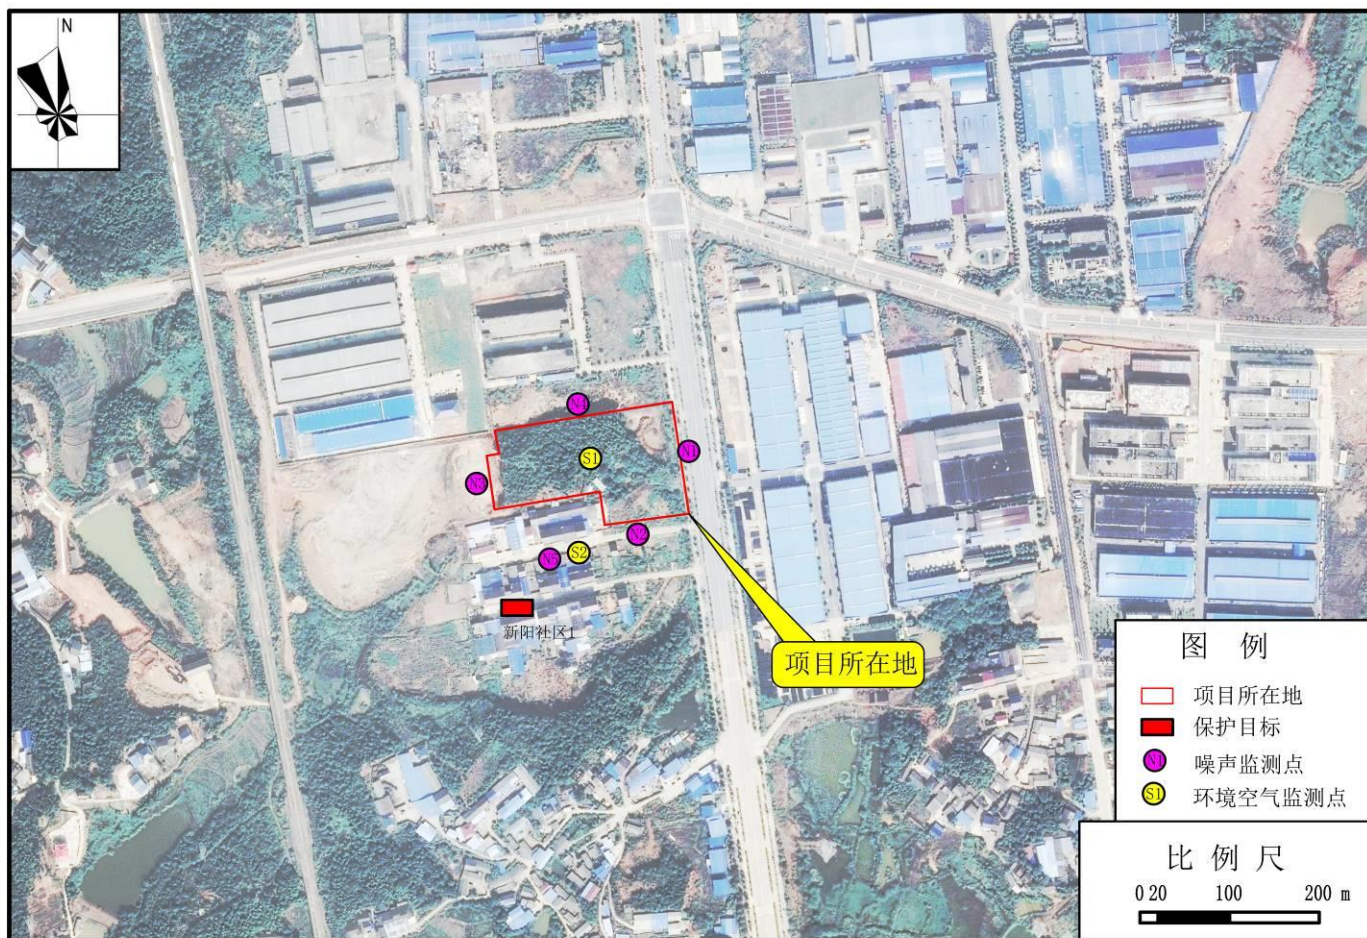 N
N4
S1
N1
N3
N2
S2
N5
新阳社区1
项目所在地
图 例
项目所在地
保护目标
N1 噪声监测点
S1 环境空气监测点
比 例 尺
0 20 100 200 m